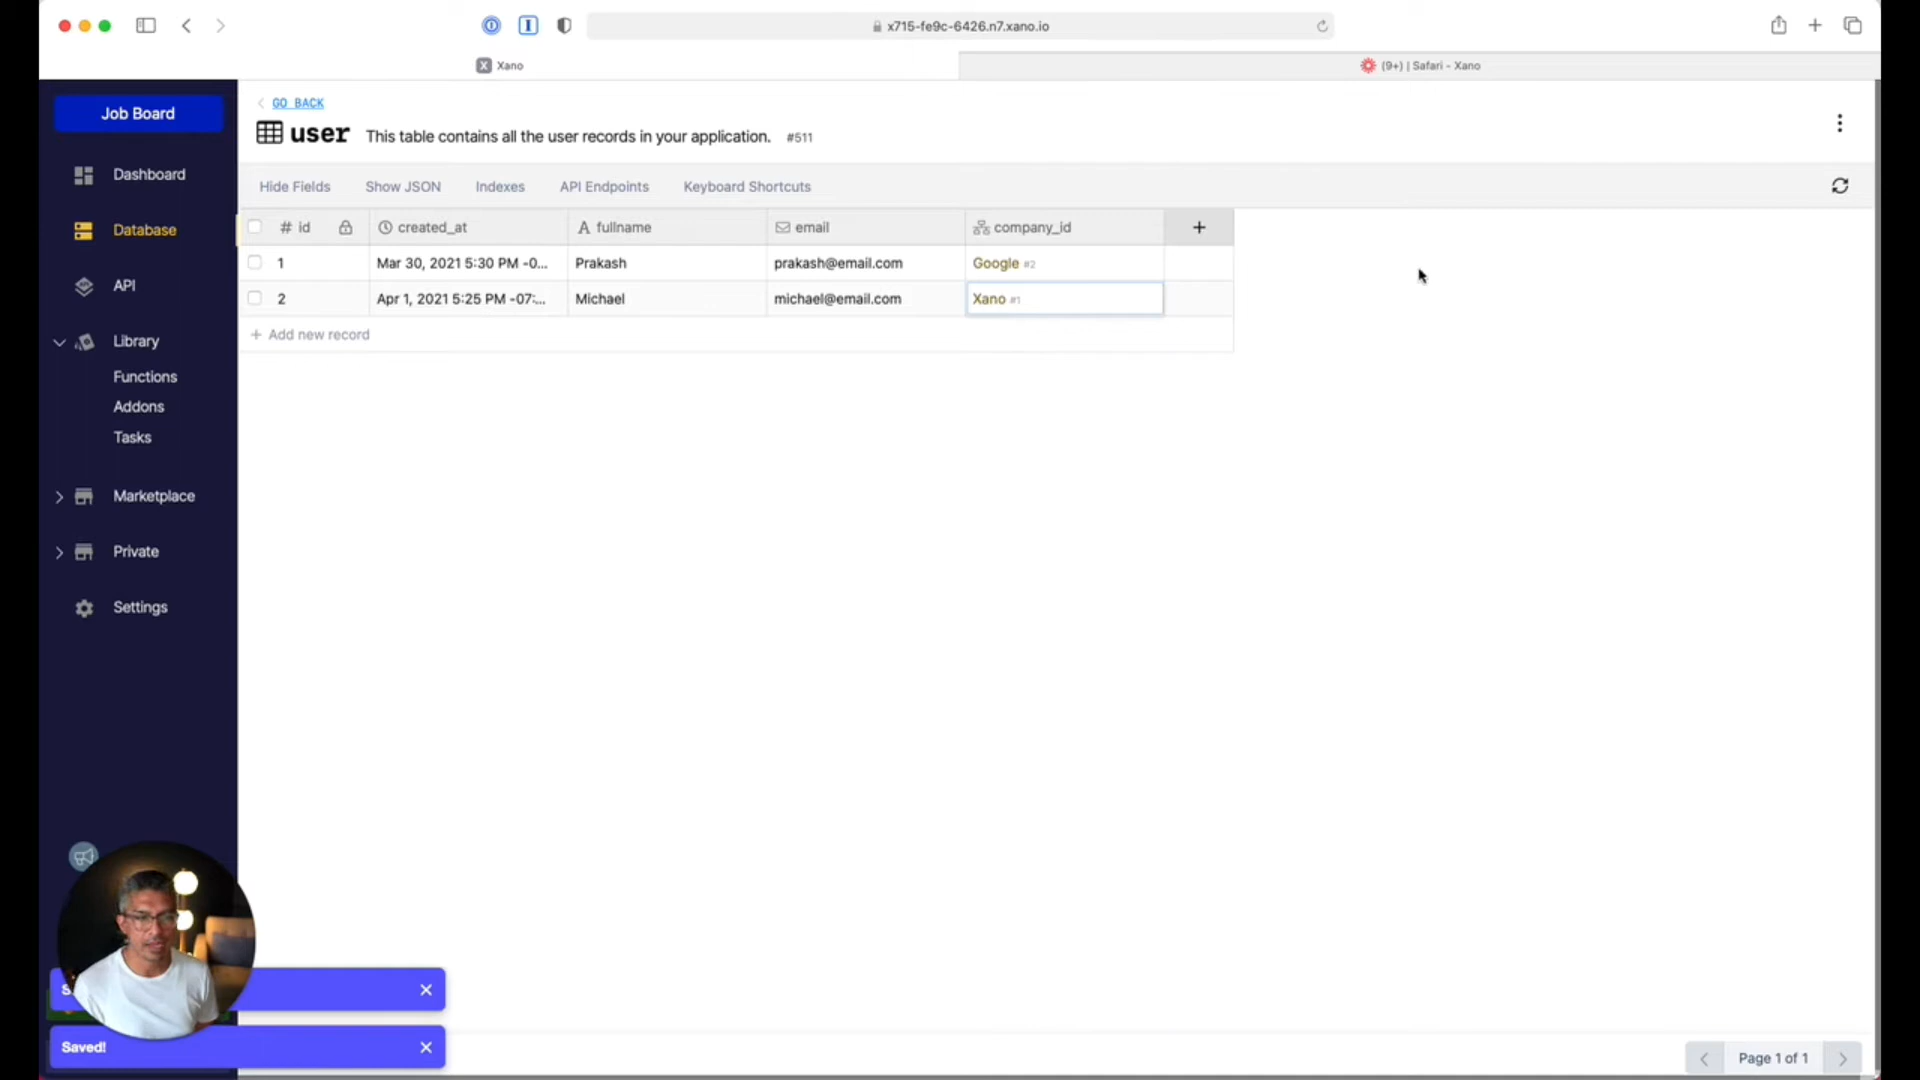 x715-fe9c-6426.n7.xano.io
Xano
(9+) | Safari - Xano
Job Board
GO BACK
user This table contains all the user records in your application. #511
Dashboard
Database
API
Library
Functions
Addons
Tasks
Marketplace
Private
Settings
Hide Fields Show JSON Indexes API Endpoints Keyboard Shortcuts
# id created_at fullname email company_id +
1 Mar 30, 2021 5:30 PM -0... Prakash prakash@email.com Google #2
2 Apr 1, 2021 5:25 PM -07:... Michael michael@email.com Xano #1
+ Add new record
Saved!
Page 1 of 1